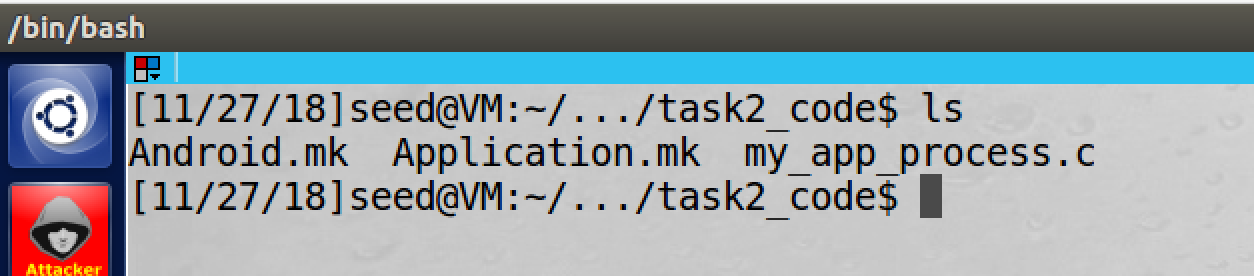 /bin/bash
[11/27/18]seed@VM:~/.../task2_code$ ls
Android.mk  Application.mk  my_app_process.c
[11/27/18]seed@VM:~/.../task2_code$
Attacker